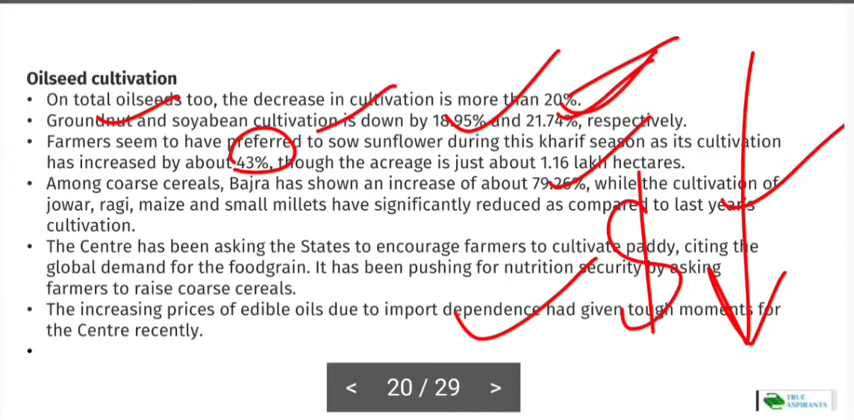 Oilseed cultivation
• On total oilseeds too, the decrease in cultivation is more than 20%.
• Groundnut and soyabean cultivation is down by 18.95% and 21.74%, respectively.
• Farmers seem to have preferred to sow sunflower during this kharif season as its cultivation
has increased by about 43%, though the acreage is just about 1.16 lakh hectares.
• Among coarse cereals, Bajra has shown an increase of about 79.26%, while the cultivation of
jowar, ragi, maize and small millets have significantly reduced as compared to last year's
cultivation.
• The Centre has been asking the States to encourage farmers to cultivate paddy, citing the
global demand for the foodgrain. It has been pushing for nutrition security by asking
farmers to raise coarse cereals.
• The increasing prices of edible oils due to import dependence had given tough moments for
the Centre recently.
•
$
< 20 / 29 >
TRUE
ASPIRANTS